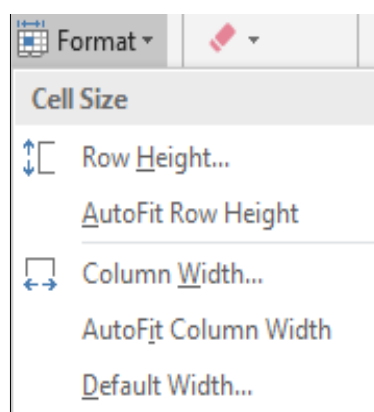 Format
Cell Size
Row Height...
AutoFit Row Height
Column Width...
AutoFit Column Width
Default Width...